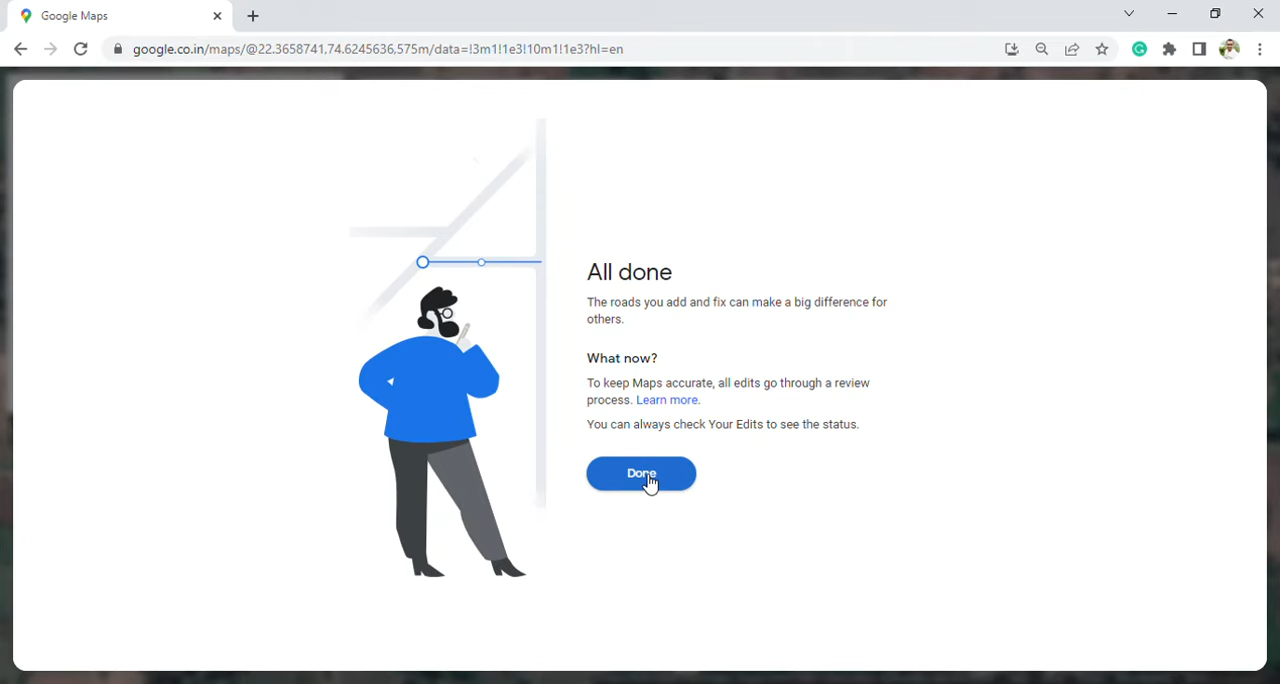 Google Maps
google.co.in/maps/@22.3658741,74.6245636,575m/data=!3m1!1e3!10m1!1e3?hl=en
All done
The roads you add and fix can make a big difference for
others.
What now?
To keep Maps accurate, all edits go through a review
process. Learn more.
You can always check Your Edits to see the status.
Done